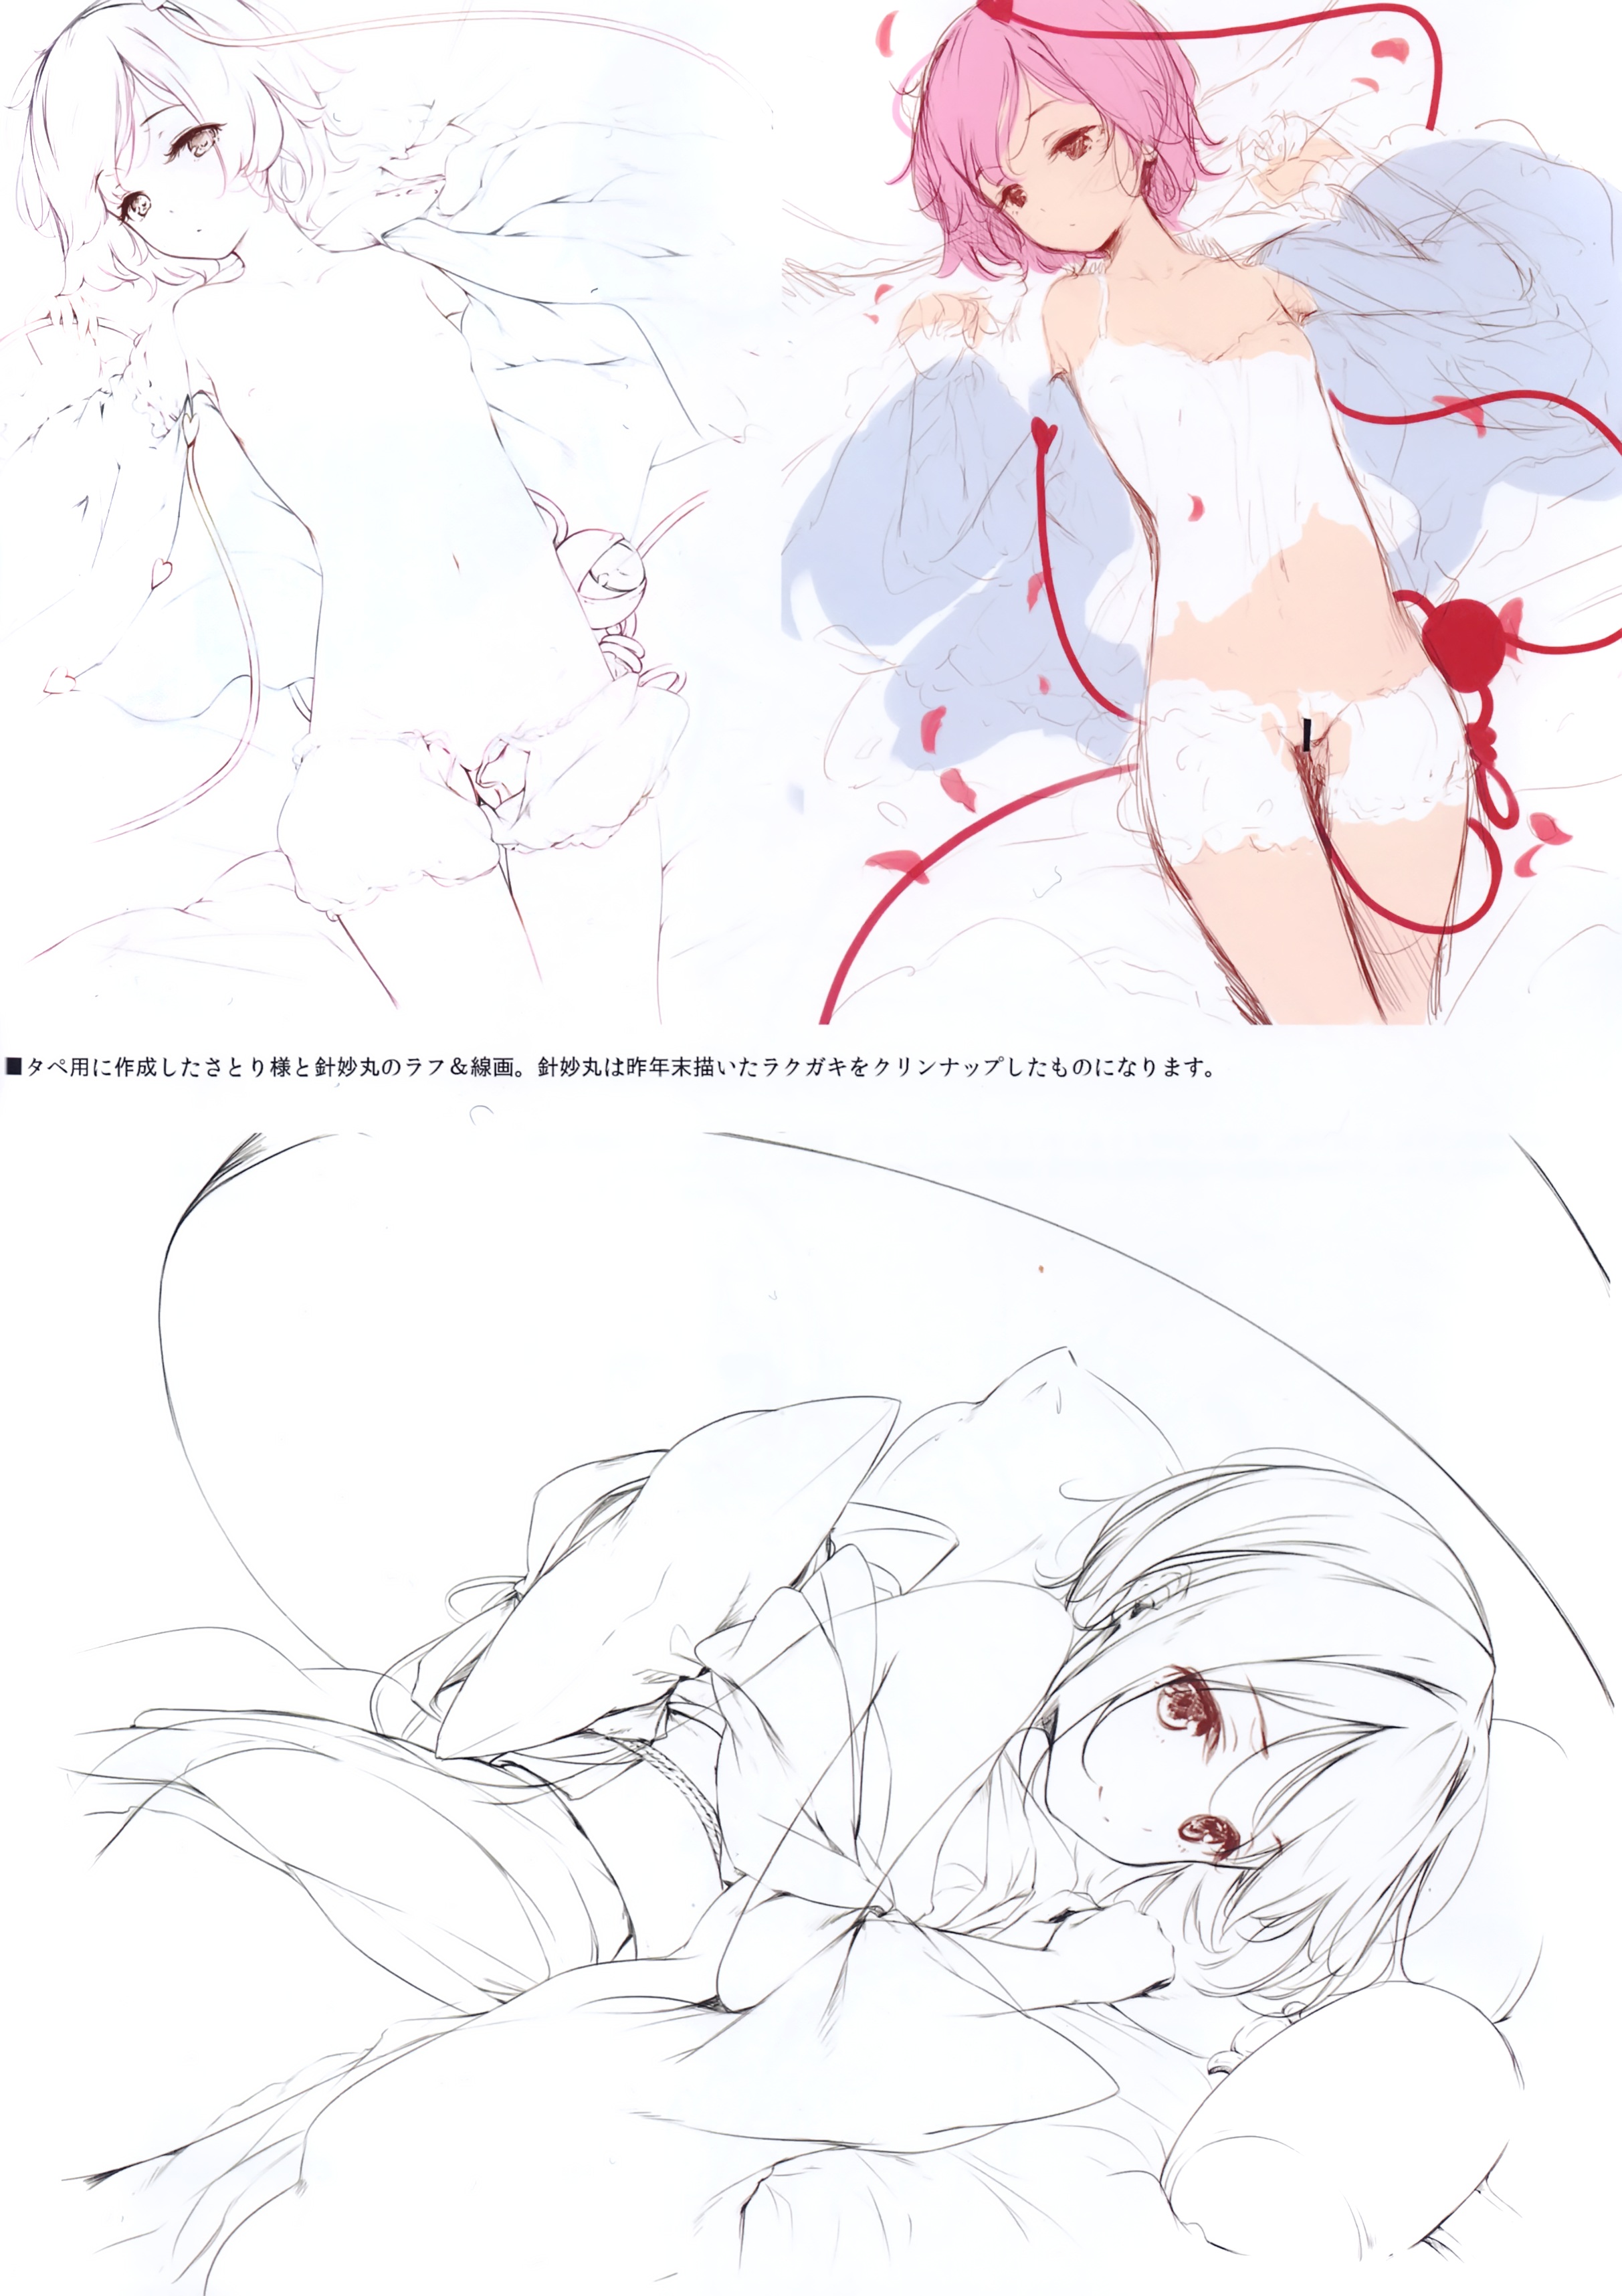 ■タペ用に作成したさとり様と針妙丸のラフ＆線画。針妙丸は昨年末描いたラクガキをクリンナップしたものになります。